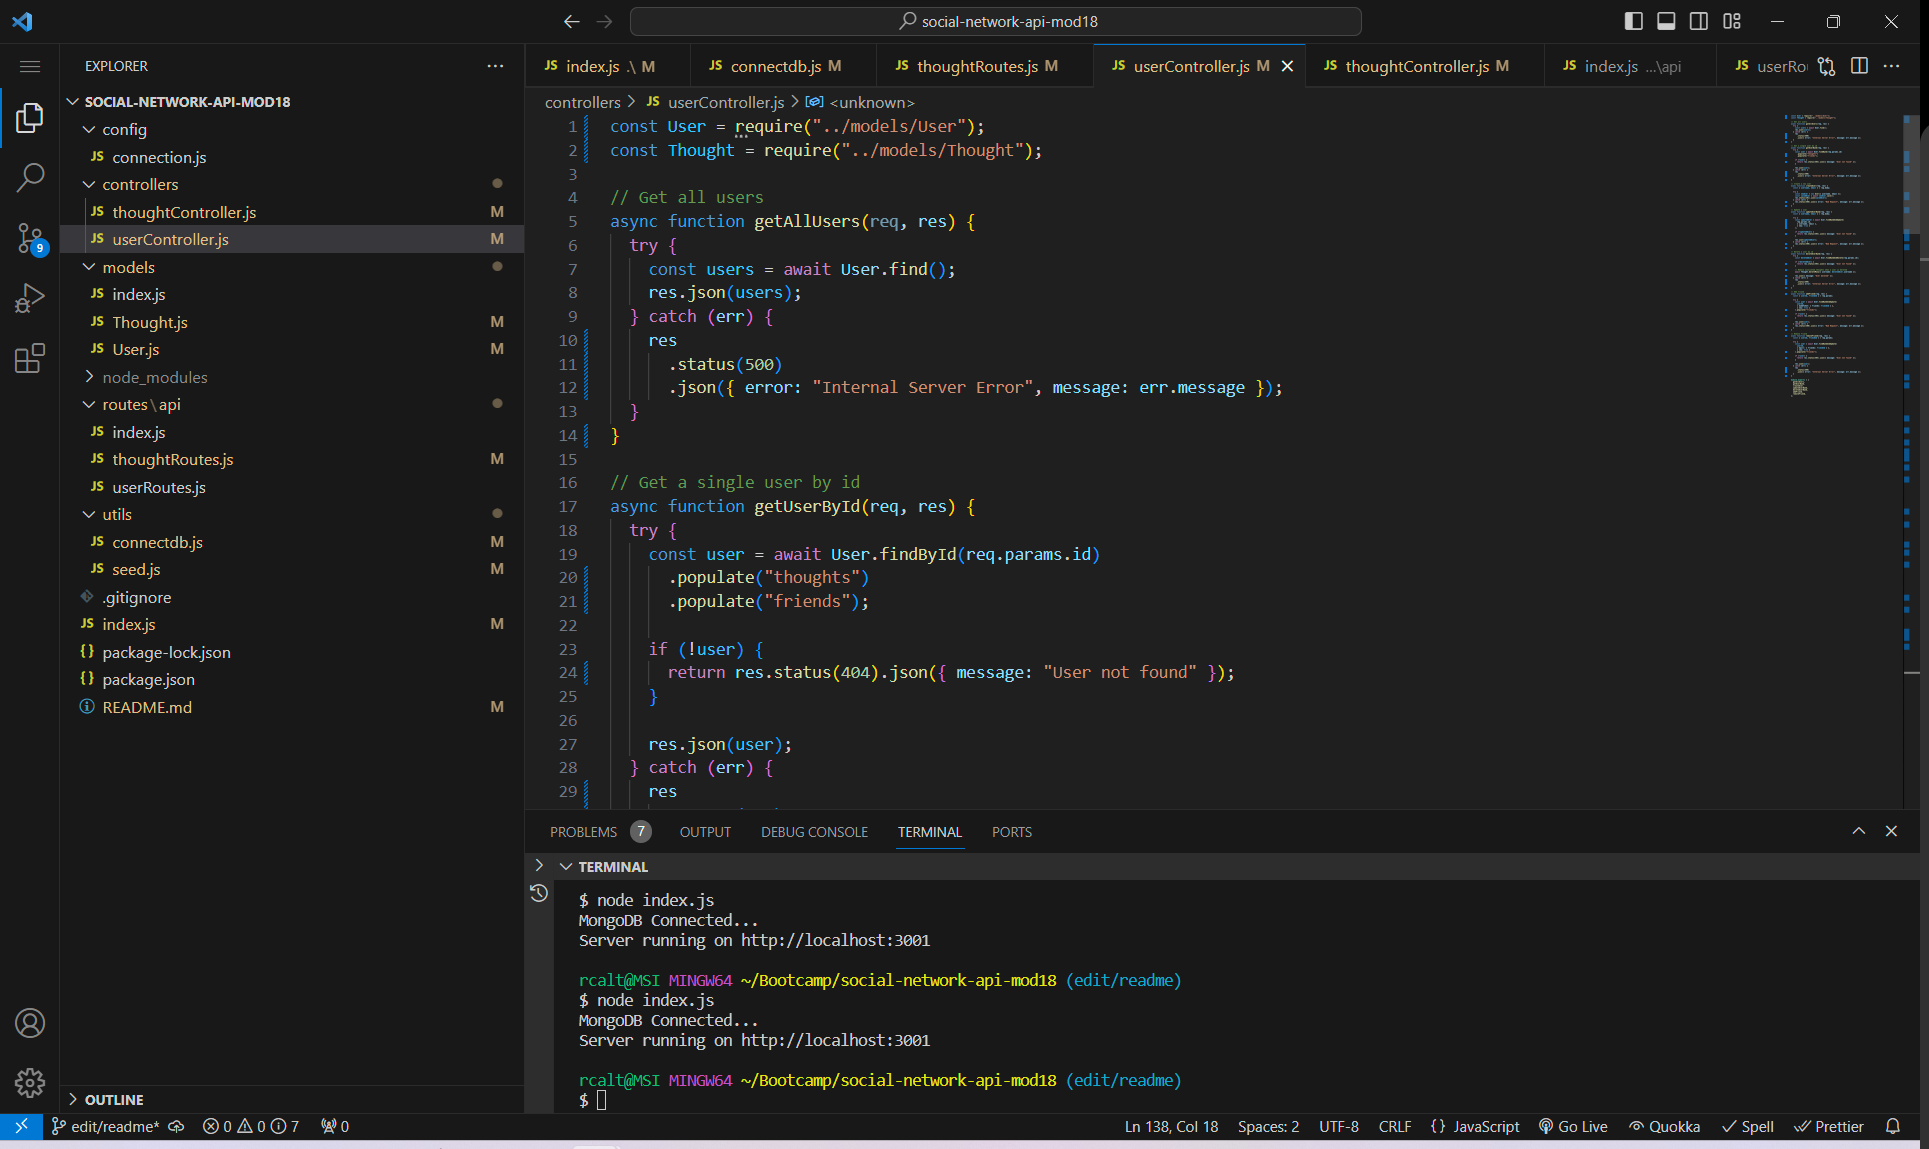 social-network-api-mod18
EXPLORER
index.js .\ M
connectdb.js M
thoughtRoutes.js M
userController.js M
thoughtController.js M
index.js ...\api
userRo
SOCIAL-NETWORK-API-MOD18
config
JS connection.js
controllers
JS thoughtController.js M
JS userController.js M
models
JS index.js
JS Thought.js M
JS User.js M
node_modules
routes\api
JS index.js
JS thoughtRoutes.js M
JS userRoutes.js
utils
JS connectdb.js M
JS seed.js M
.gitignore
JS index.js M
{} package-lock.json
{} package.json
README.md M
OUTLINE
controllers > JS userController.js > <unknown>
1 const User = require("../models/User");
2 const Thought = require("../models/Thought");
3
4 // Get all users
5 async function getAllUsers(req, res) {
6 try {
7 const users = await User.find();
8 res.json(users);
9 } catch (err) {
10 res
11 .status(500)
12 .json({ error: "Internal Server Error", message: err.message });
13 }
14 }
15
16 // Get a single user by id
17 async function getUserById(req, res) {
18 try {
19 const user = await User.findById(req.params.id)
20 .populate("thoughts")
21 .populate("friends");
22
23 if (!user) {
24 return res.status(404).json({ message: "User not found" });
25 }
26
27 res.json(user);
28 } catch (err) {
29 res
PROBLEMS 7 OUTPUT DEBUG CONSOLE TERMINAL PORTS
TERMINAL
$ node index.js
MongoDB Connected...
Server running on http://localhost:3001
rcalt@MSI MINGW64 ~/Bootcamp/social-network-api-mod18 (edit/readme)
$ node index.js
MongoDB Connected...
Server running on http://localhost:3001
rcalt@MSI MINGW64 ~/Bootcamp/social-network-api-mod18 (edit/readme)
$
9
edit/readme* 0 0 7 0 Ln 138, Col 18 Spaces: 2 UTF-8 CRLF {} JavaScript Go Live Quokka Spell Prettier